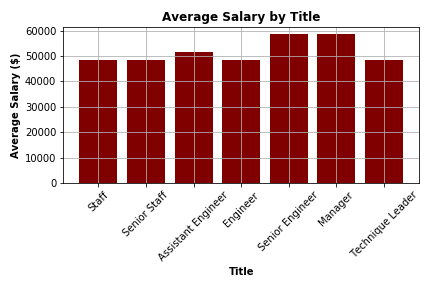 Average Salary by Title
Average Salary ($)
60000
50000
40000
30000
20000
10000
0
Staff
Senior Staff
Assistant Engineer
Engineer
Senior Engineer
Manager
Technique Leader
Title